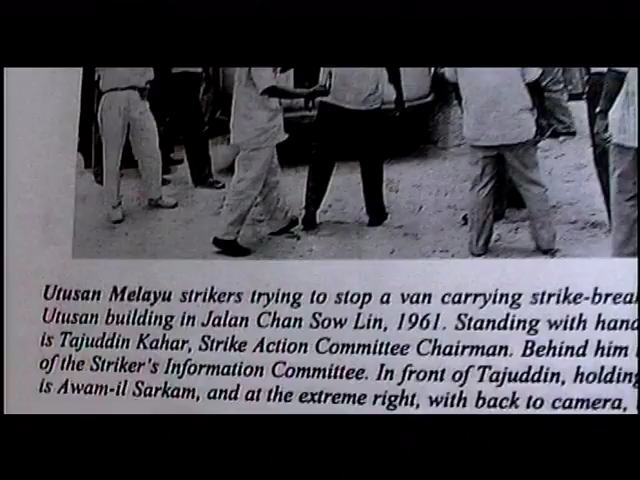 Utusan Melayu strikers trying to stop a van carrying strike-brea
Utusan building in Jalan Chan Sow Lin, 1961. Standing with hand
is Tajuddin Kahar, Strike Action Committee Chairman. Behind him
of the Striker's Information Committee. In front of Tajuddin, holding
is Awam-il Sarkam, and at the extreme right, with back to camera,